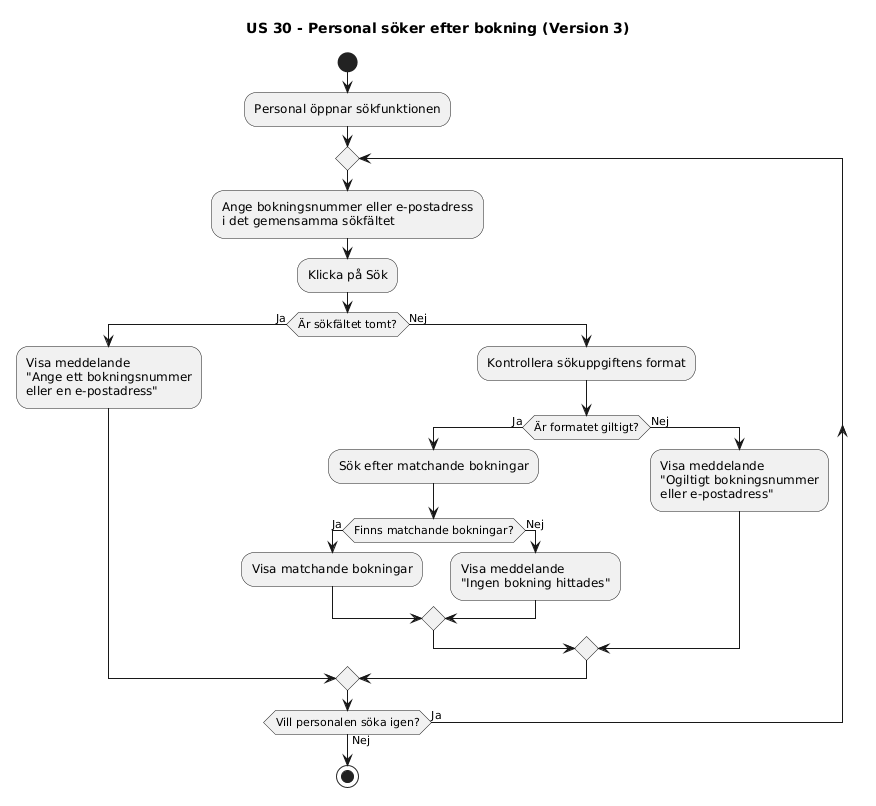 US 30 - Personal söker efter bokning (Version 3)
Personal öppnar sökfunktionen
Ange bokningsnummer eller e-postadress
i det gemensamma sökfältet
Klicka på Sök
Ja
Är sökfältet tomt?
Nej
Visa meddelande
"Ange ett bokningsnummer
eller en e-postadress"
Kontrollera sökuppgiftens format
Ja
Är formatet giltigt?
Nej
Sök efter matchande bokningar
Visa meddelande
"Ogiltigt bokningsnummer
eller e-postadress"
Ja
Finns matchande bokningar?
Nej
Visa matchande bokningar
Visa meddelande
"Ingen bokning hittades"
Vill personalen söka igen?
Ja
Nej